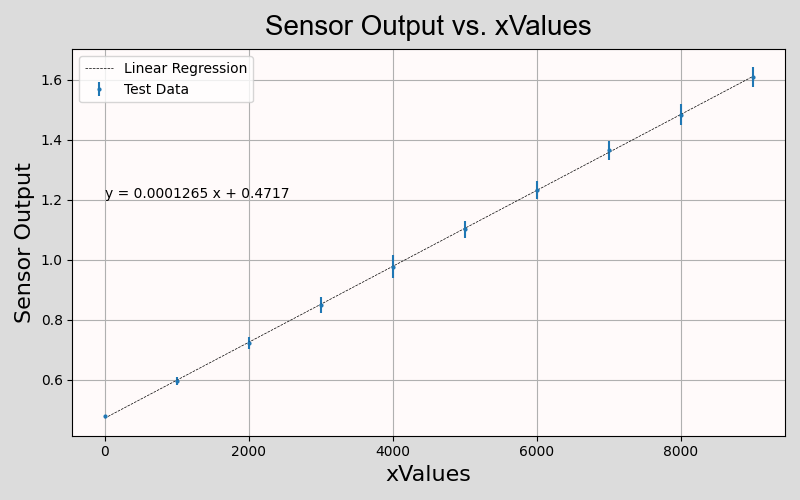 Sensor Output vs. xValues
Linear Regression
Test Data
y = 0.0001265 x + 0.4717
Sensor Output
1.6
1.4
1.2
1.0
0.8
0.6
0 2000 4000 6000 8000
xValues